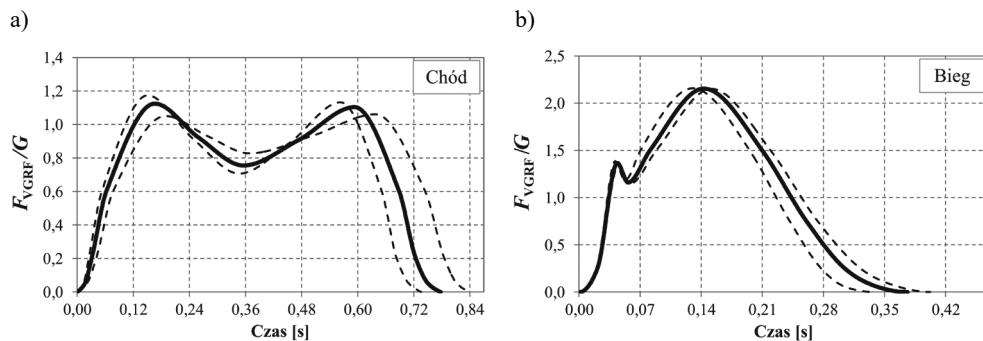 a)
b)
1,4
1,2
1,0
0,8
0,6
0,4
0,2
0,0
F_VGRF/G
Chód
0,00 0,12 0,24 0,36 0,48 0,60 0,72 0,84
Czas [s]
2,5
2,0
1,5
1,0
0,5
0,0
F_VGRF/G
Bieg
0,00 0,07 0,14 0,21 0,28 0,35 0,42
Czas [s]